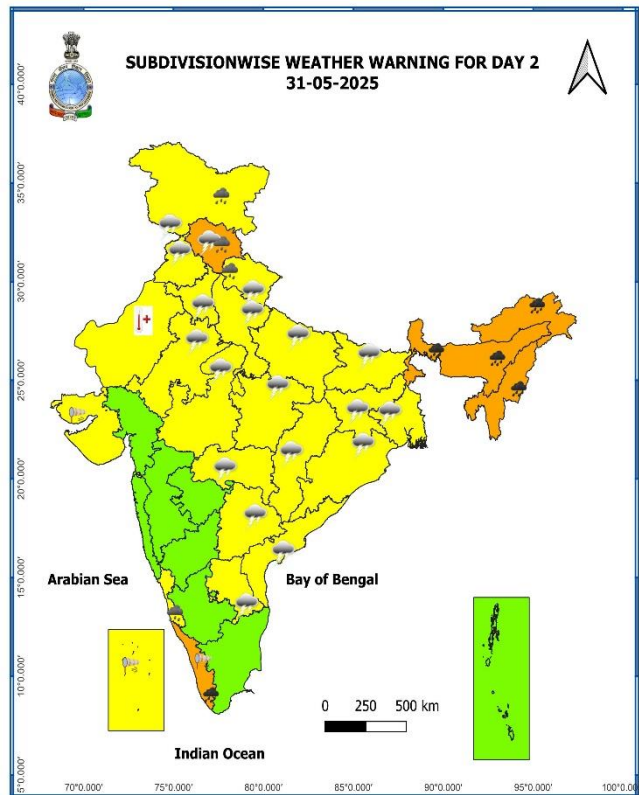 SUBDIVISIONWISE WEATHER WARNING FOR DAY 2
31-05-2025
40°0.000'
35°0.000'
30°0.000'
25°0.000'
20°0.000'
15°0.000'
10°0.000'
5°0.000'
Arabian Sea
Bay of Bengal
0 250 500 km
Indian Ocean
70°0.000' 75°0.000' 80°0.000' 85°0.000' 90°0.000' 95°0.000' 100°0.0